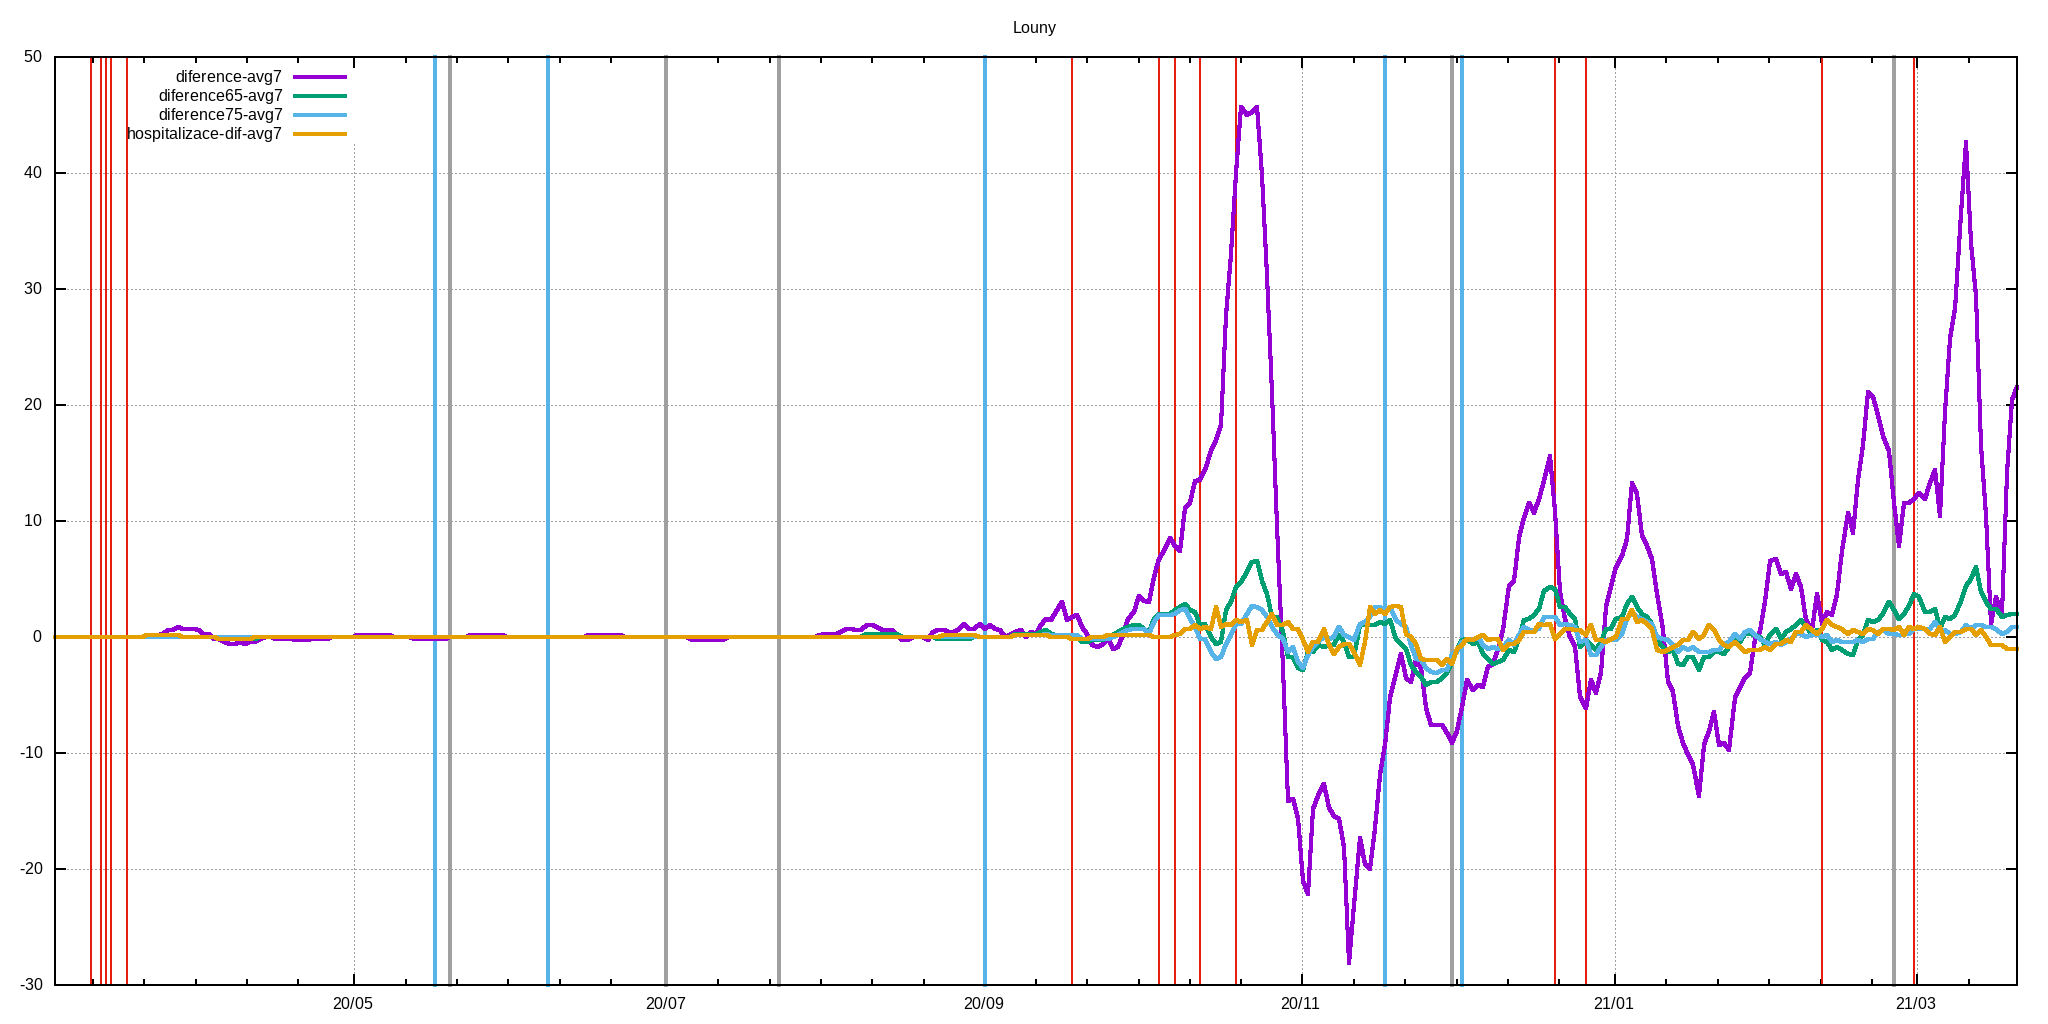 Louny
50
diference-avg7
diference65-avg7
diference75-avg7
hospitalizace-dif-avg7
40
30
20
10
0
-10
-20
-30
20/05 20/07 20/09 20/11 21/01 21/03